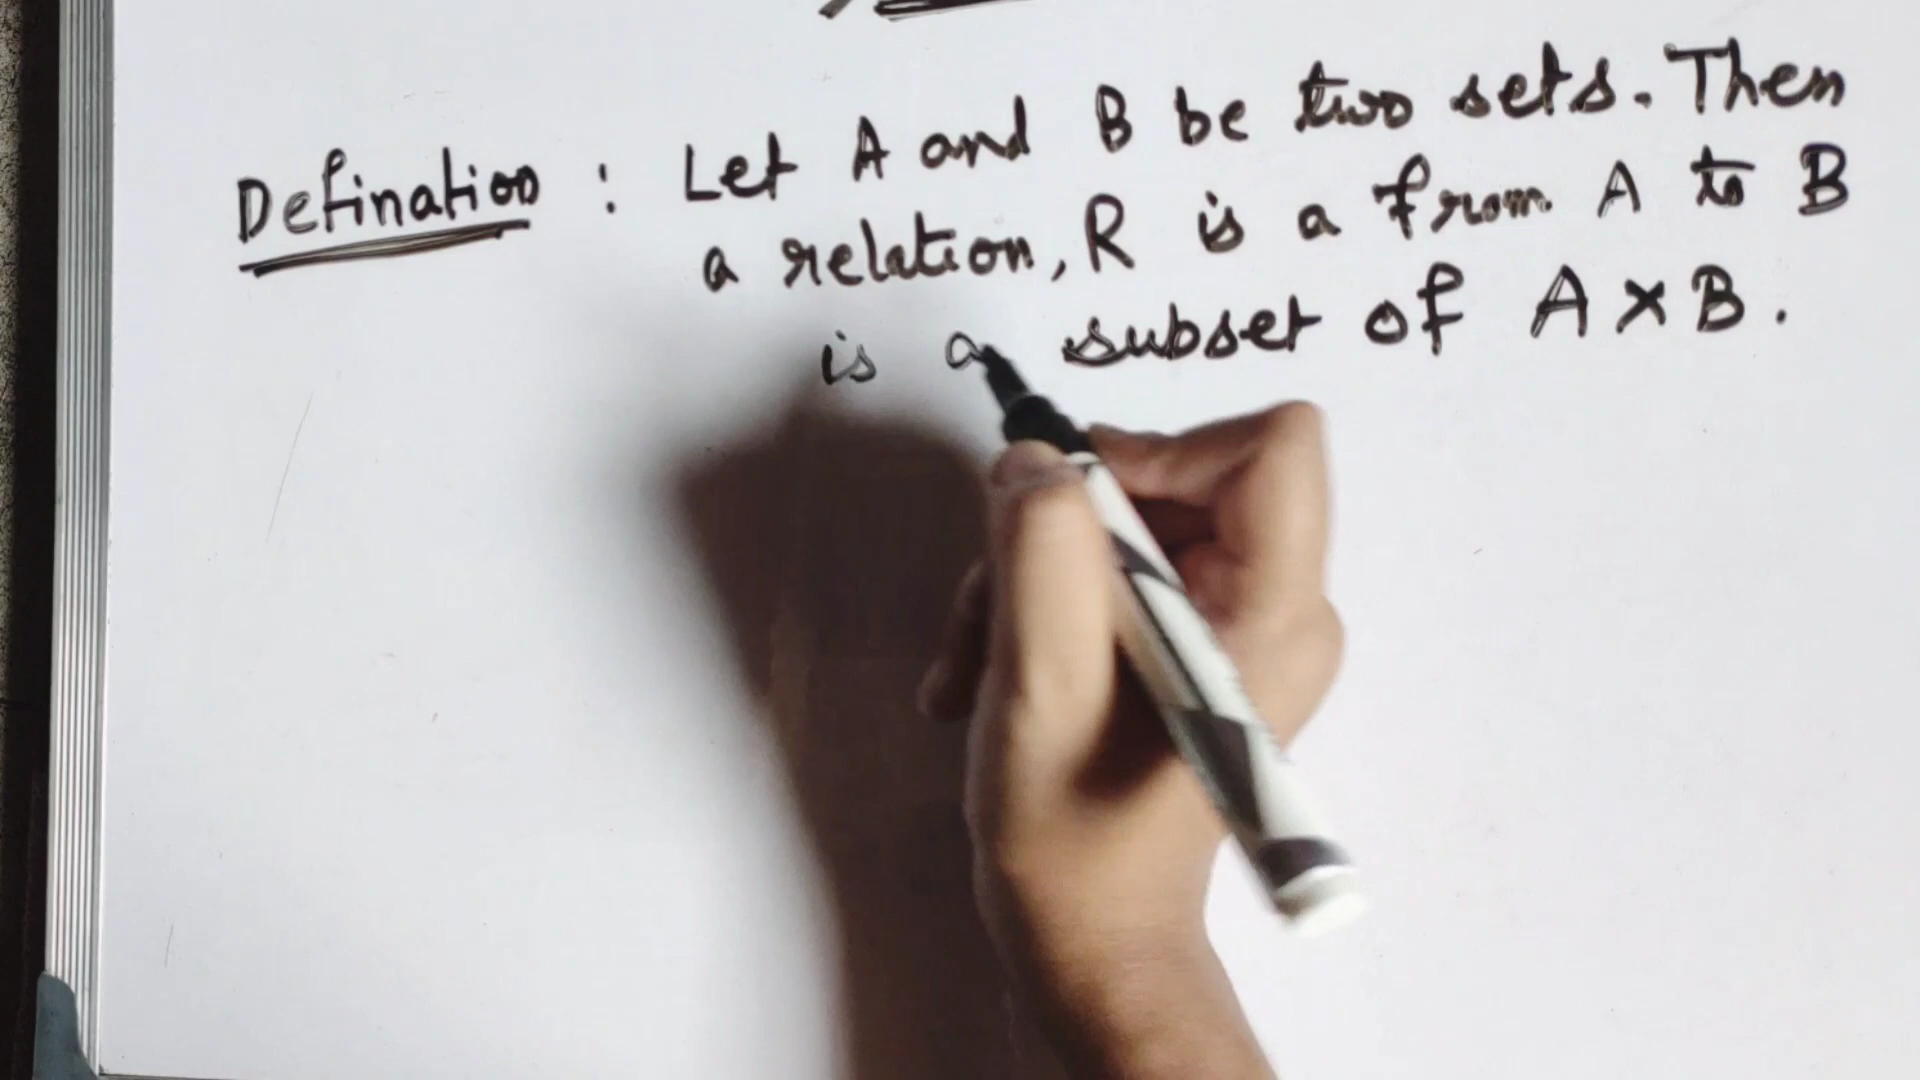 Defination : Let A and B be two sets. Then
a relation, R is a from A to B
is a subset of A × B.